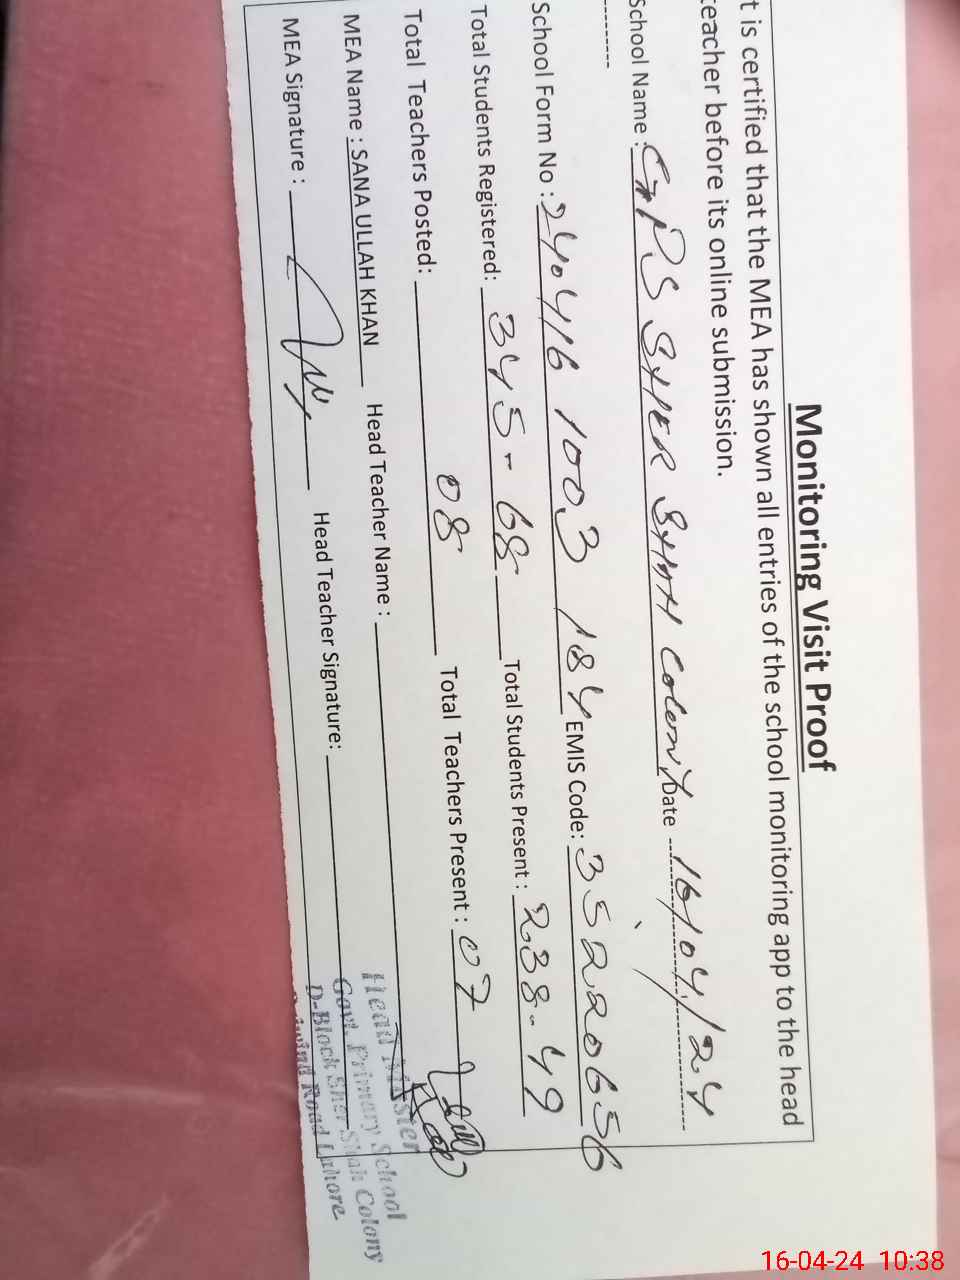 Monitoring Visit Proof
t is certified that the MEA has shown all entries of the school monitoring app to the head
teacher before its online submission.
School Name : GPS SHER SHAH COLONY Date 16/04/24
School Form No : 240416 1003 184 EMIS Code: 35220656
Total Students Registered: 345-68 Total Students Present : 238-49
Total Teachers Posted: 08 Total Teachers Present : 07
MEA Name : SANA ULLAH KHAN Head Teacher Name :
MEA Signature : Head Teacher Signature:
Head Master
Govt. Primary School
D-Block Sher Shah Colony
Raiwind Road Lahore
16-04-24 10:38